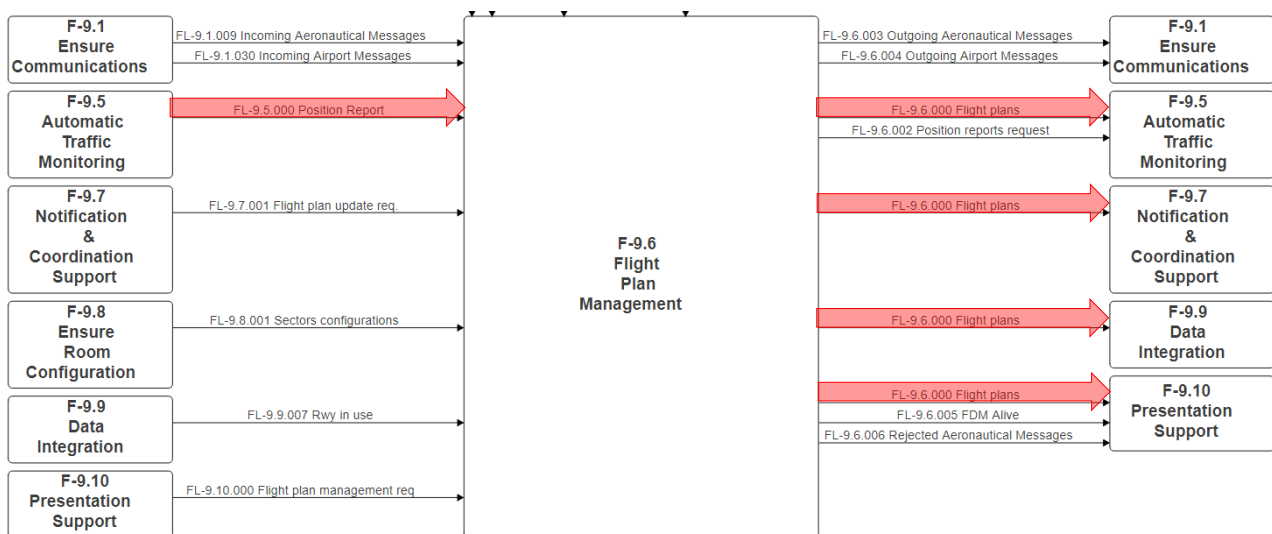 F-9.1
Ensure
Communications
FL-9.1.009 Incoming Aeronautical Messages
FL-9.1.030 Incoming Airport Messages
F-9.5
Automatic
Traffic
Monitoring
FL-9.5.000 Position Report
F-9.7
Notification
&
Coordination
Support
FL-9.7.001 Flight plan update req.
F-9.8
Ensure
Room
Configuration
FL-9.8.001 Sectors configurations
F-9.9
Data
Integration
FL-9.9.007 Rwy in use
F-9.10
Presentation
Support
FL-9.10.000 Flight plan management req
F-9.6
Flight
Plan
Management
FL-9.6.003 Outgoing Aeronautical Messages
FL-9.6.004 Outgoing Airport Messages
F-9.1
Ensure
Communications
FL-9.6.000 Flight plans
FL-9.6.002 Position reports request
F-9.5
Automatic
Traffic
Monitoring
FL-9.6.000 Flight plans
F-9.7
Notification
&
Coordination
Support
FL-9.6.000 Flight plans
F-9.9
Data
Integration
FL-9.6.000 Flight plans
FL-9.6.005 FDM Alive
FL-9.6.006 Rejected Aeronautical Messages
F-9.10
Presentation
Support